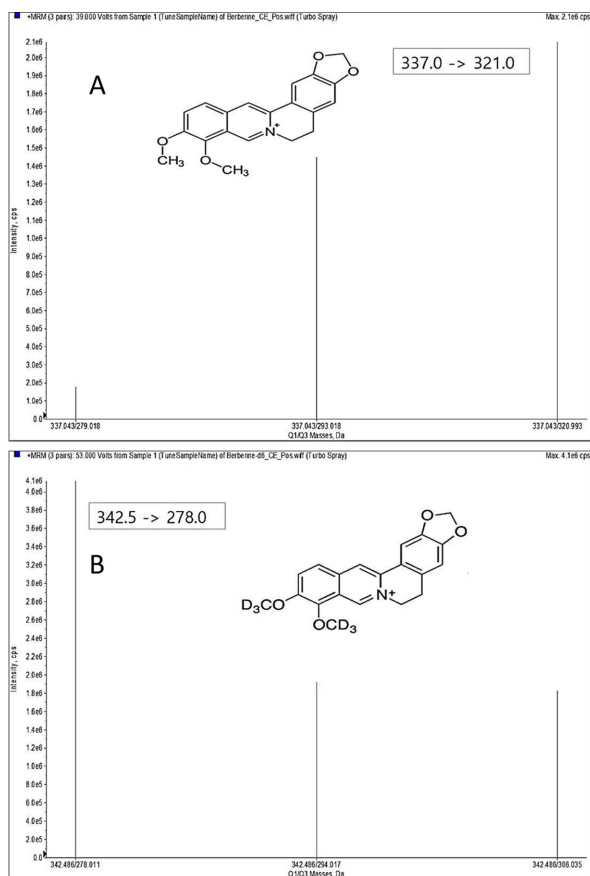 +MRM (3 pairs): 39.000 Volts from Sample 1 (TuneSampleName) of Berberine_CE_Pos.wiff (Turbo Spray)
Max. 2.1e6 cps
2.1e6
2.0e6
1.9e6
1.8e6
1.7e6
1.6e6
1.5e6
1.4e6
1.3e6
1.2e6
1.1e6
1.0e6
9.0e5
8.0e5
7.0e5
6.0e5
5.0e5
4.0e5
3.0e5
2.0e5
1.0e5
0.0
Intensity, cps
A
337.0 -> 321.0
O
O
N+
O
CH3
O
CH3
337.043/279.018
337.043/293.018
337.043/320.993
Q1/Q3 Masses, Da
+MRM (3 pairs): 53.000 Volts from Sample 1 (TuneSampleName) of Berberine-d6_CE_Pos.wiff (Turbo Spray)
Max. 4.1e6 cps
4.1e6
4.0e6
3.8e6
3.6e6
3.4e6
3.2e6
3.0e6
2.8e6
2.6e6
2.4e6
2.2e6
2.0e6
1.8e6
1.6e6
1.4e6
1.2e6
1.0e6
8.0e5
6.0e5
4.0e5
2.0e5
0.0
Intensity, cps
342.5 -> 278.0
B
O
O
N+
D3CO
OCD3
342.486/278.011
342.486/294.017
342.486/306.035
Q1/Q3 Masses, Da